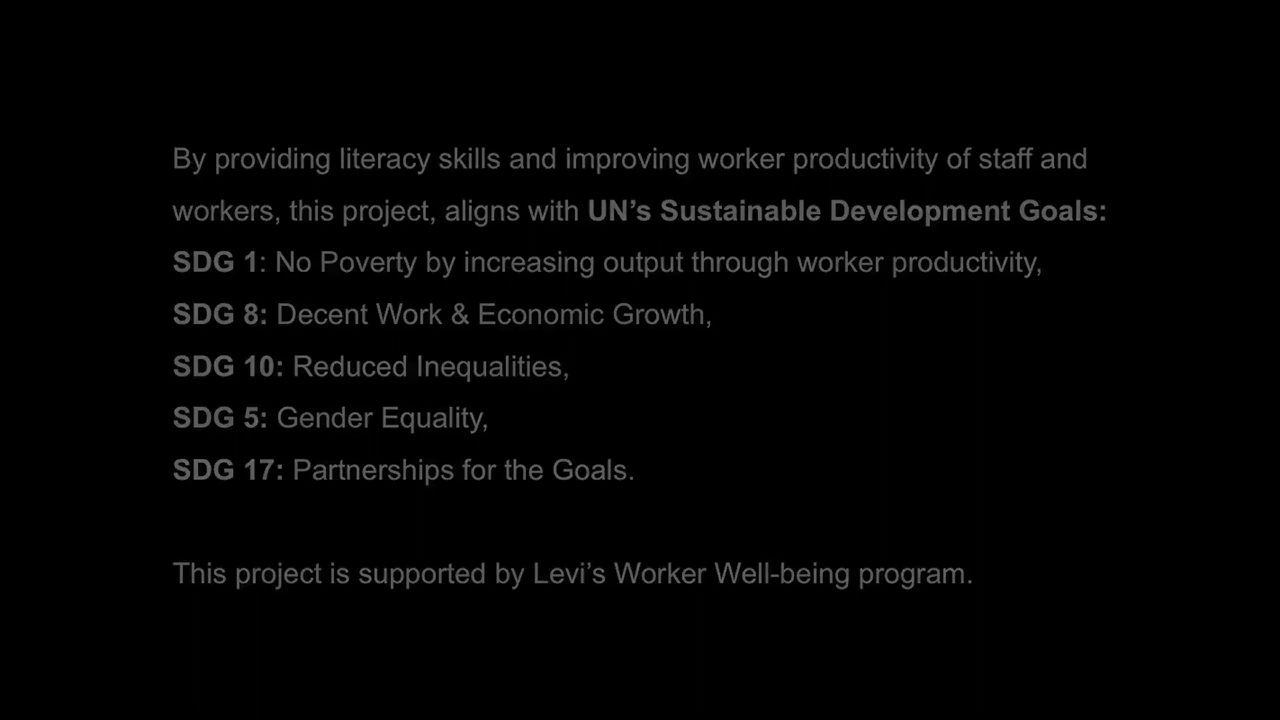 By providing literacy skills and improving worker productivity of staff and
workers, this project, aligns with UN’s Sustainable Development Goals:
SDG 1: No Poverty by increasing output through worker productivity,
SDG 8: Decent Work & Economic Growth,
SDG 10: Reduced Inequalities,
SDG 5: Gender Equality,
SDG 17: Partnerships for the Goals.
This project is supported by Levi’s Worker Well-being program.